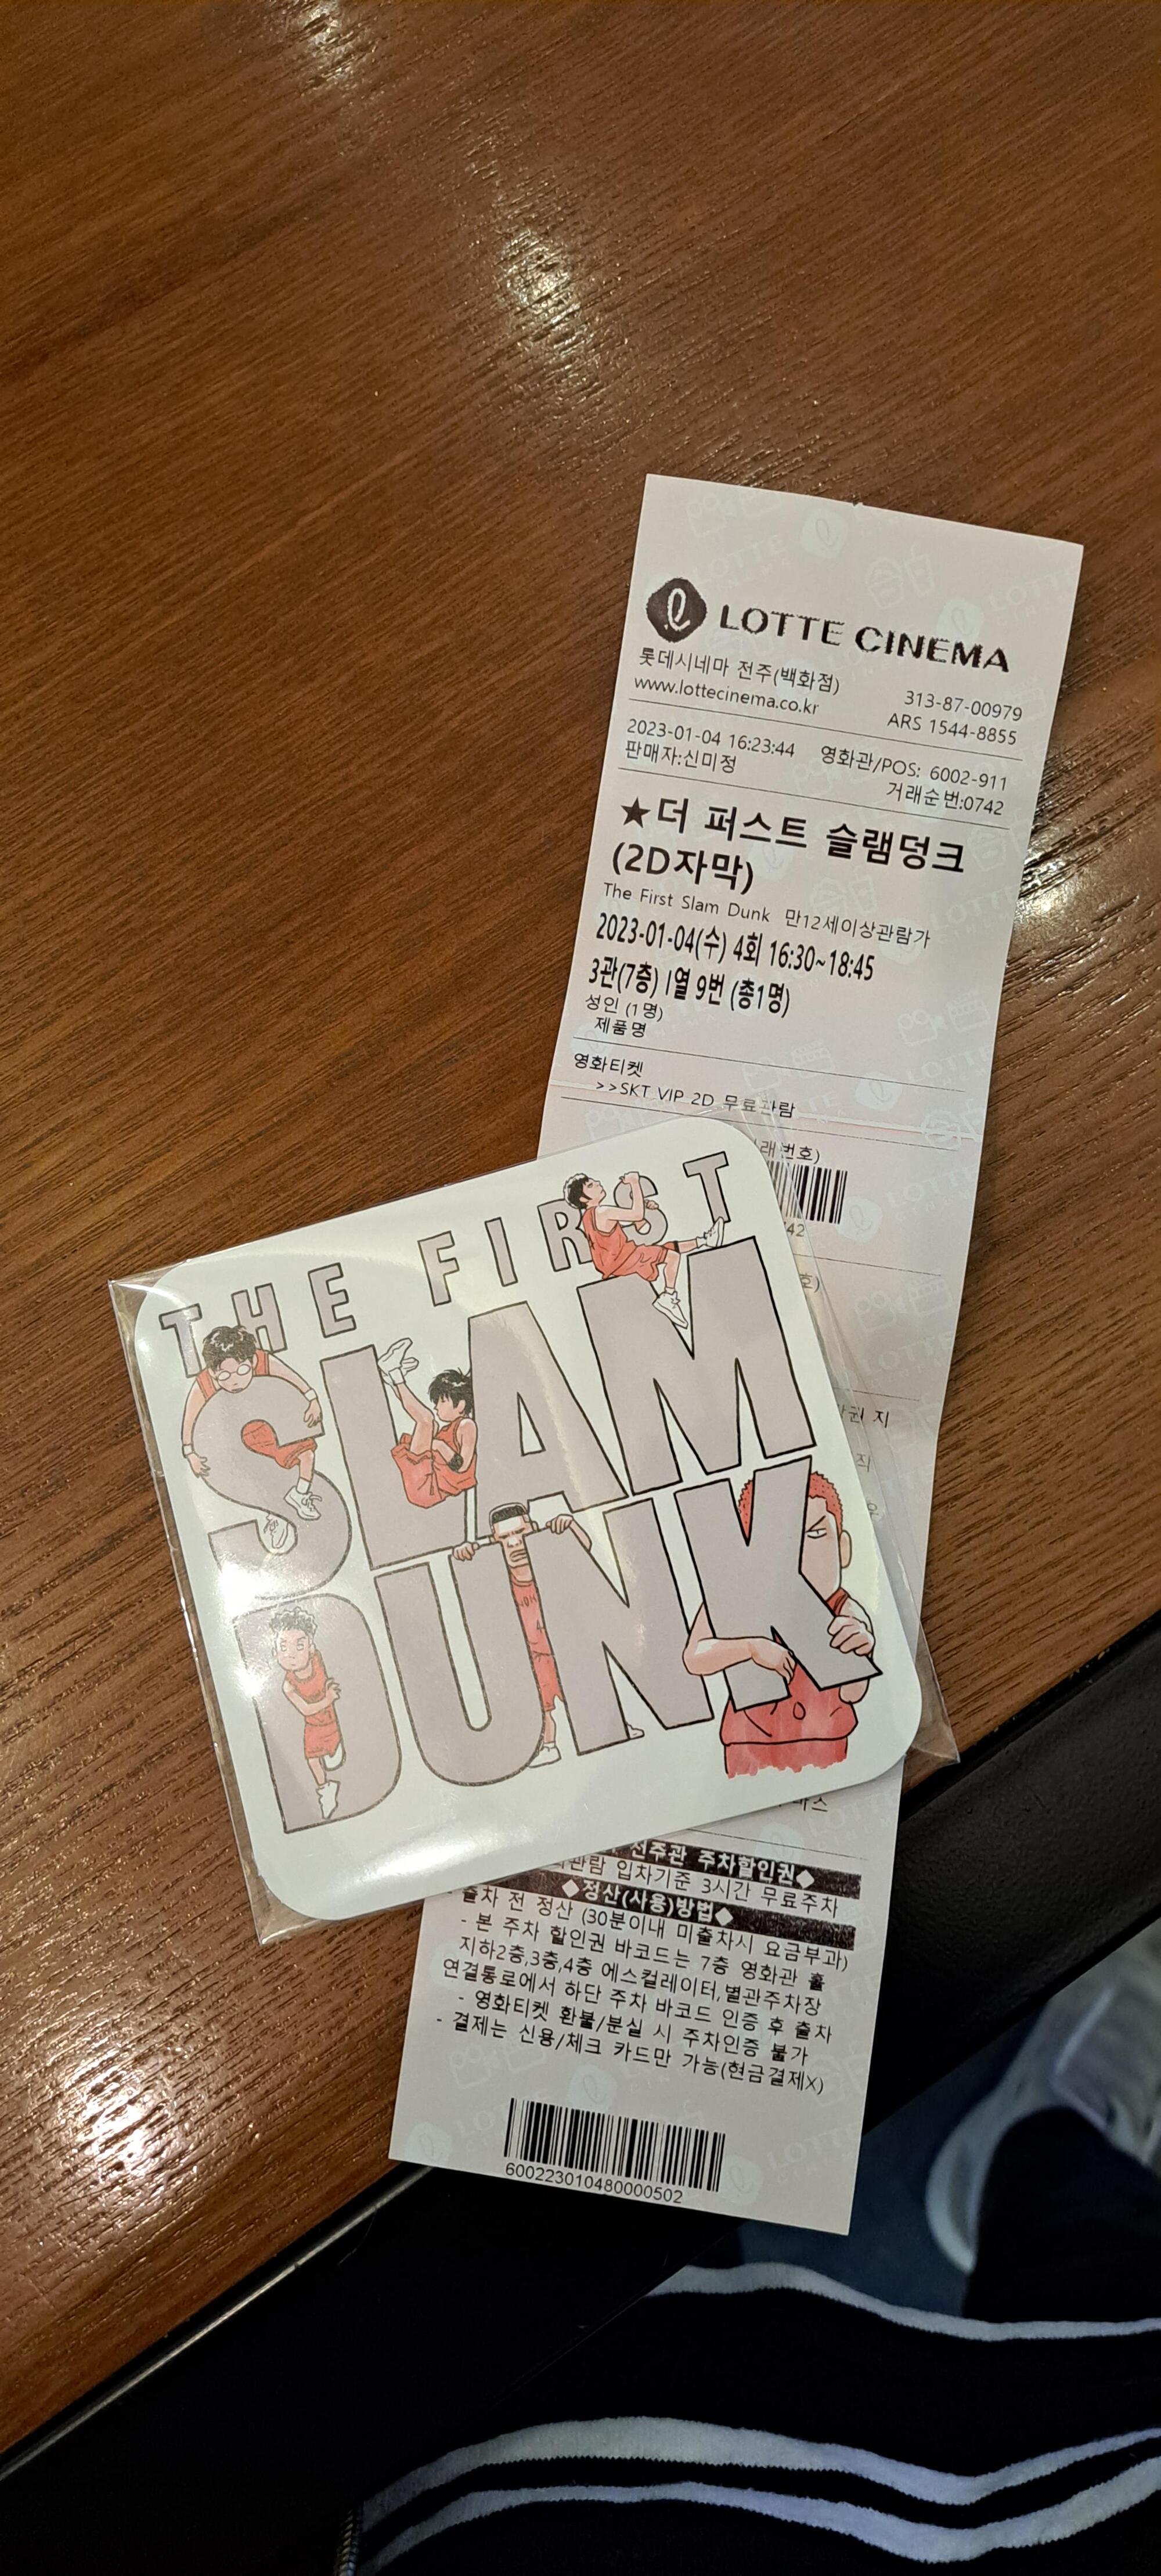 LOTTE CINEMA
롯데시네마 전주(백화점) 313-87-00979
www.lottecinema.co.kr ARS 1544-8855
2023-01-04 16:23:44 영화관/POS: 6002-911
판매자:신미정 거래순번:0742
★더 퍼스트 슬램덩크
(2D자막)
The First Slam Dunk 만12세이상관람가
2023-01-04(수) 4회 16:30~18:45
3관(7층) I열 9번 (총1명)
성인 (1명)
제품명
영화티켓
>>SKT VIP 2D 무료관람
래번호)
42
호)
권 지
THE FIRST
SLAM
DUNK
전주관 주차할인권◆
관람 입차기준 3시간 무료주차
◆정산(사용)방법◆
출차 전 정산 (30분이내 미출차시 요금부과)
- 본 주차 할인권 바코드는 7층 영화관 홀
지하2층,3층,4층 에스컬레이터,별관주차장
연결통로에서 하단 주차 바코드 인증 후 출차
- 영화티켓 환불/분실 시 주차인증 불가
- 결제는 신용/체크 카드만 가능(현금결제X)
600223010480000502